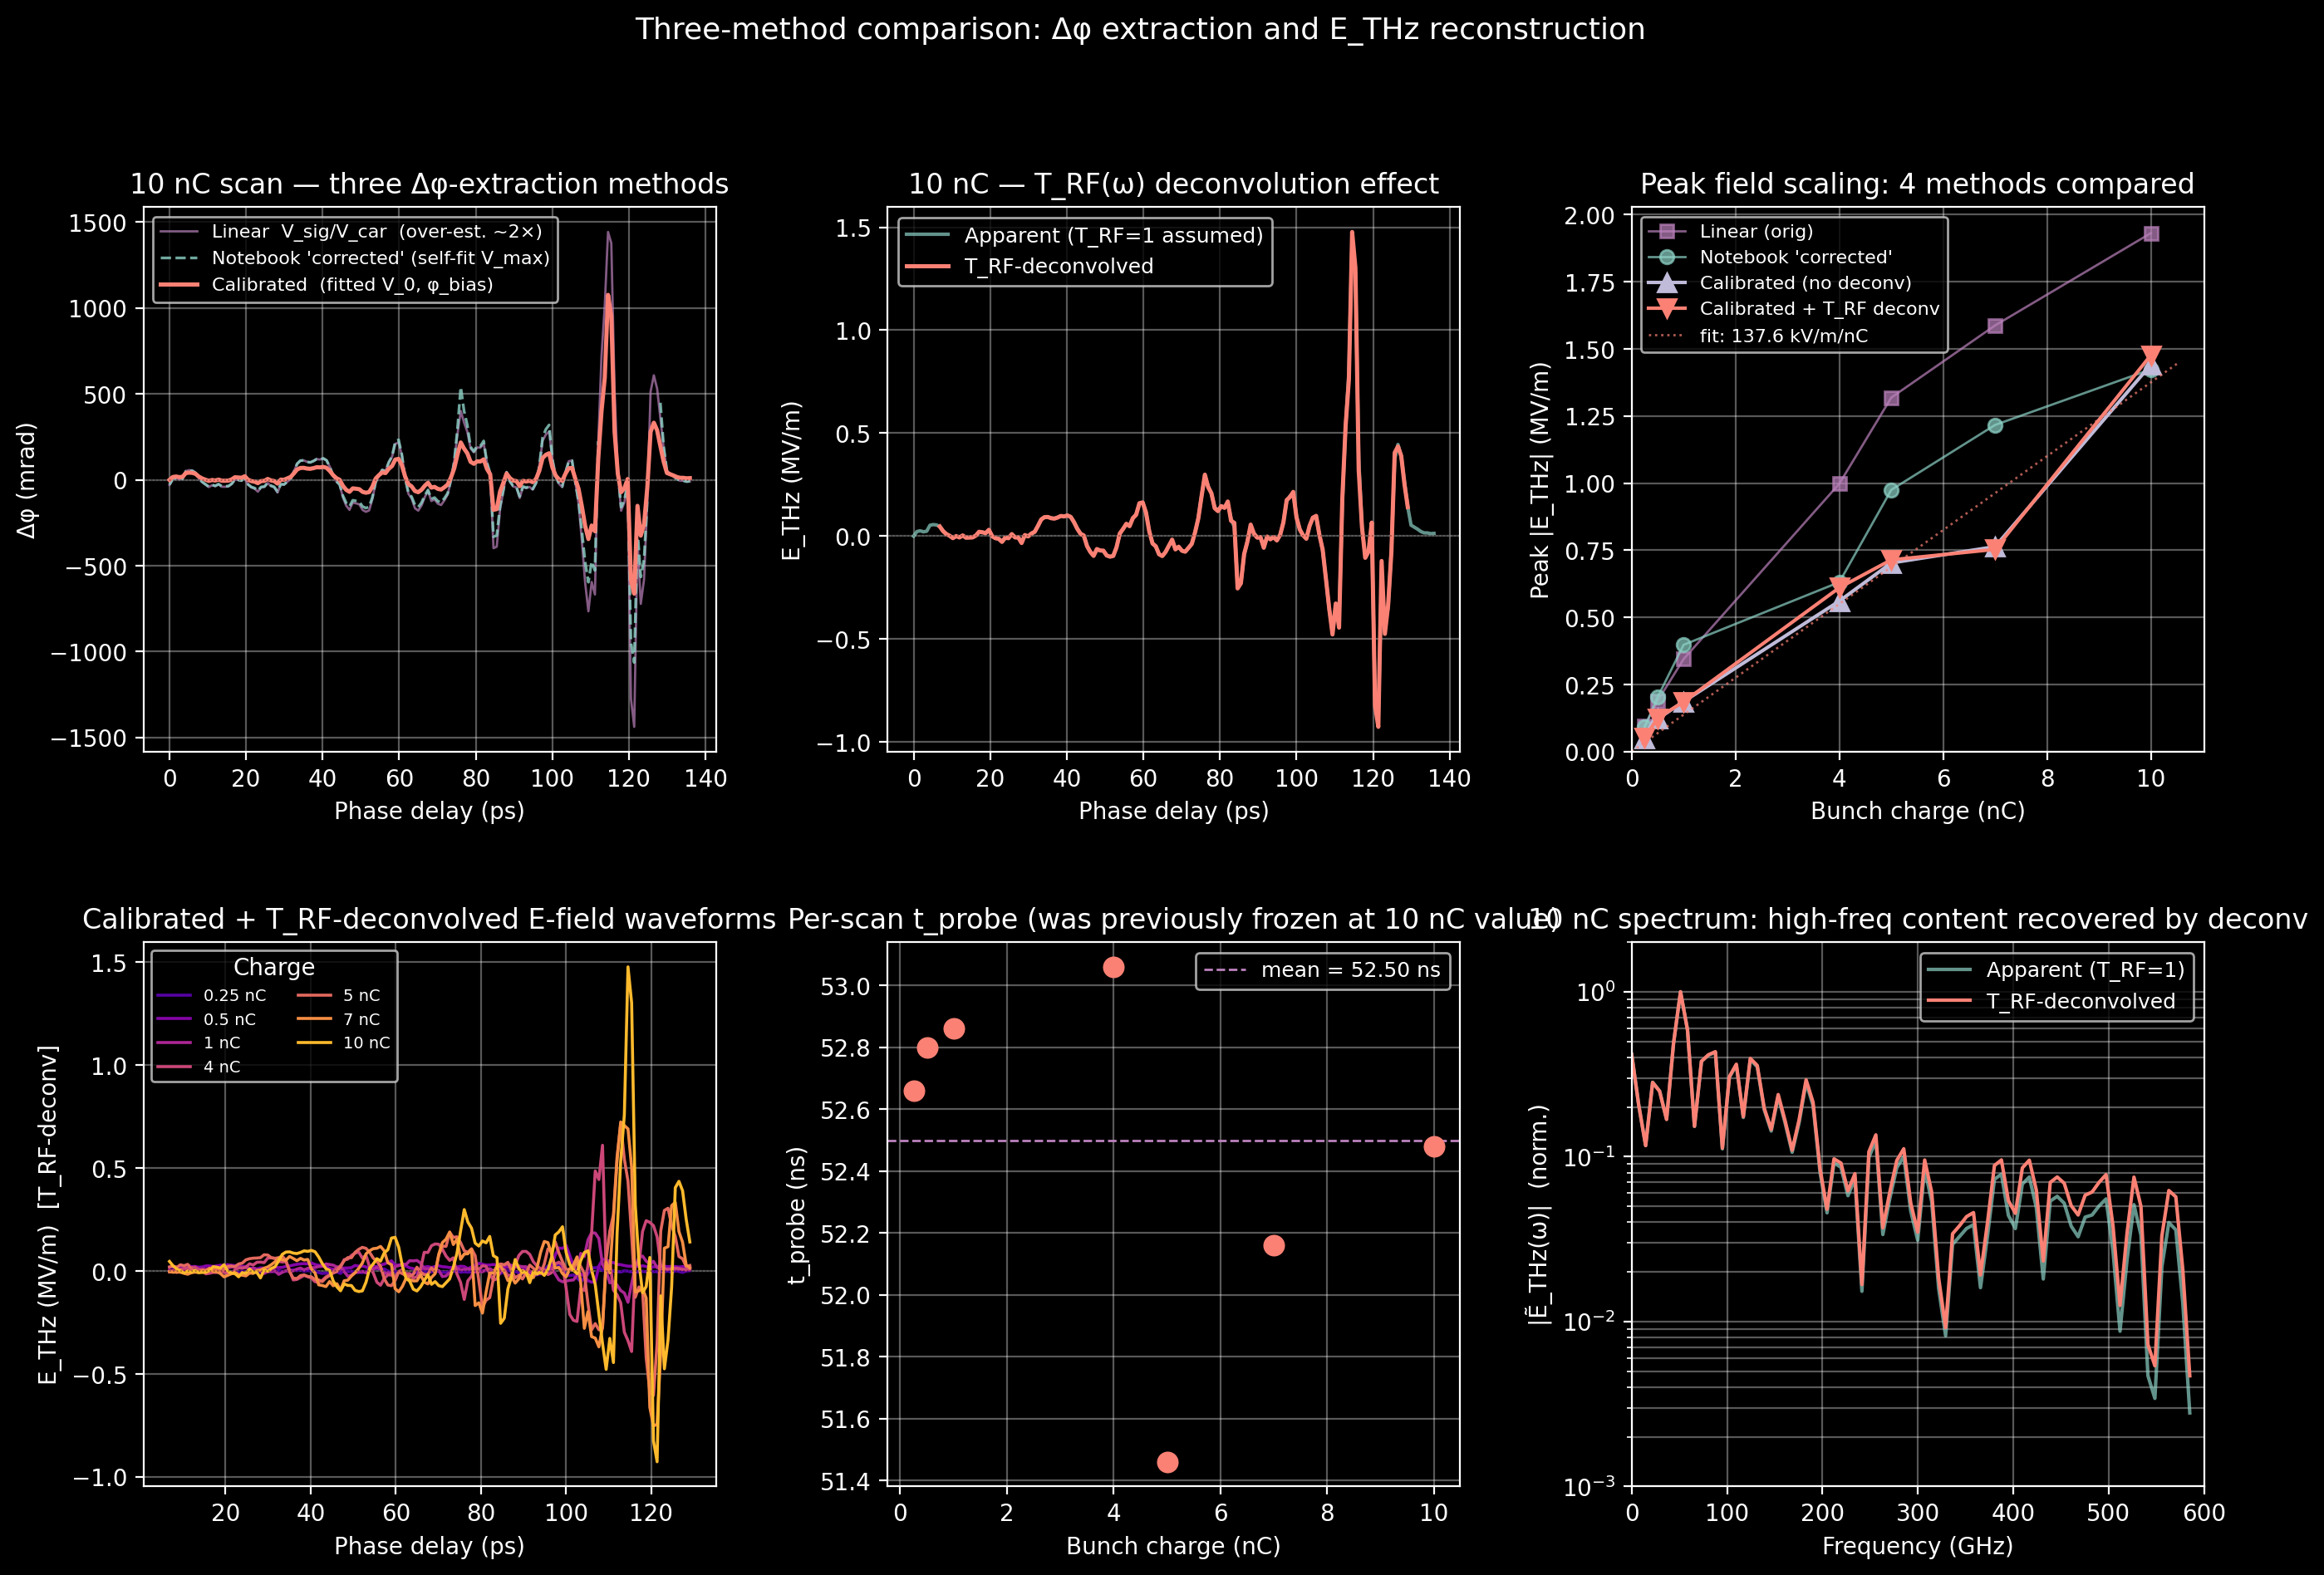 Three-method comparison: Δφ extraction and E_THz reconstruction
10 nC scan — three Δφ-extraction methods
Linear  V_sig/V_car  (over-est. ~2×)
Notebook 'corrected' (self-fit V_max)
Calibrated  (fitted V_0, φ_bias)
Δφ (mrad)
1500
1000
500
0
−500
−1000
−1500
0 20 40 60 80 100 120 140
Phase delay (ps)
10 nC — T_RF(ω) deconvolution effect
Apparent (T_RF=1 assumed)
T_RF-deconvolved
E_THz (MV/m)
1.5
1.0
0.5
0.0
−0.5
−1.0
0 20 40 60 80 100 120 140
Phase delay (ps)
Peak field scaling: 4 methods compared
Linear (orig)
Notebook 'corrected'
Calibrated (no deconv)
Calibrated + T_RF deconv
fit: 137.6 kV/m/nC
Peak |E_THz| (MV/m)
2.00
1.75
1.50
1.25
1.00
0.75
0.50
0.25
0.00
0 2 4 6 8 10
Bunch charge (nC)
Calibrated + T_RF-deconvolved E-field waveforms
Charge
0.25 nC
0.5 nC
1 nC
4 nC
5 nC
7 nC
10 nC
E_THz (MV/m)  [T_RF-deconv]
1.5
1.0
0.5
0.0
−0.5
−1.0
20 40 60 80 100 120
Phase delay (ps)
Per-scan t_probe (was previously frozen at 10 nC value)
mean = 52.50 ns
t_probe (ns)
53.0
52.8
52.6
52.4
52.2
52.0
51.8
51.6
51.4
0 2 4 6 8 10
Bunch charge (nC)
10 nC spectrum: high-freq content recovered by deconv
Apparent (T_RF=1)
T_RF-deconvolved
|Ẽ_THz(ω)|  (norm.)
10⁰
10⁻¹
10⁻²
10⁻³
0 100 200 300 400 500 600
Frequency (GHz)